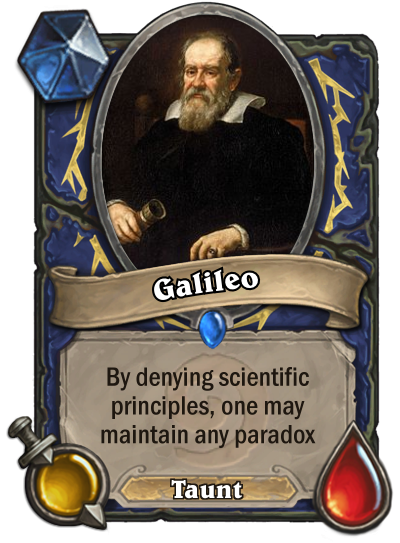 Galileo
By denying scientific
principles, one may
maintain any paradox
Taunt